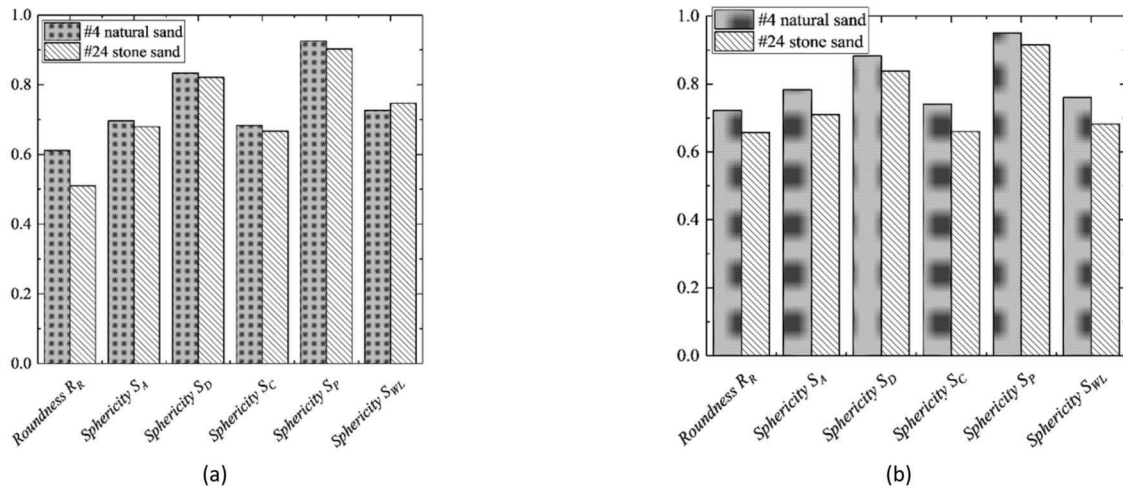 1.0
0.8
0.6
0.4
0.2
0.0
#4 natural sand
#24 stone sand
Roundness R_R
Sphericity S_A
Sphericity S_D
Sphericity S_C
Sphericity S_P
Sphericity S_WL
(a)
1.0
0.8
0.6
0.4
0.2
0.0
#4 natural sand
#24 stone sand
Roundness R_R
Sphericity S_A
Sphericity S_D
Sphericity S_C
Sphericity S_P
Sphericity S_WL
(b)